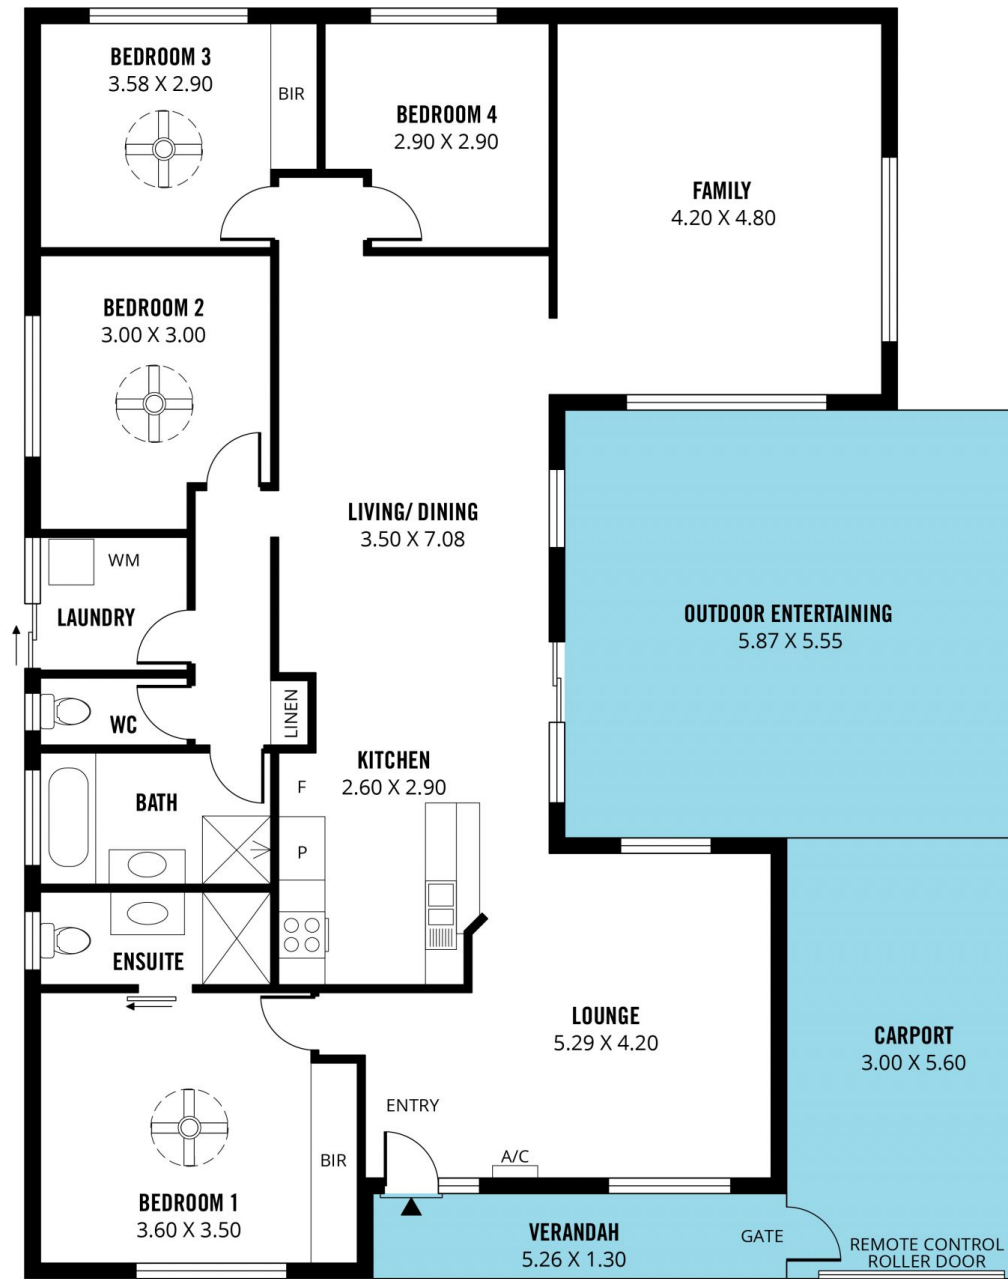 BEDROOM 3
3.58 X 2.90
BIR
BEDROOM 4
2.90 X 2.90
FAMILY
4.20 X 4.80
BEDROOM 2
3.00 X 3.00
LIVING/ DINING
3.50 X 7.08
WM
LAUNDRY
OUTDOOR ENTERTAINING
5.87 X 5.55
WC
LINEN
KITCHEN
2.60 X 2.90
F
BATH
P
ENSUITE
LOUNGE
5.29 X 4.20
CARPORT
3.00 X 5.60
ENTRY
A/C
BIR
BEDROOM 1
3.60 X 3.50
VERANDAH
5.26 X 1.30
GATE
REMOTE CONTROL
ROLLER DOOR